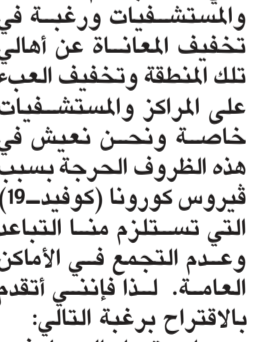 والمستشفيات ورغبة في
تخفيف المعاناة عن أهالي
تلك المنطقة وتخفيف العبء
على المراكز والمستشفيات
خاصة ونحن نعيش في
هذه الظروف الحرجة بسبب
ڤيروس كورونا (كوفيد-19)
التي تستلزم منا التباعد
وعدم التجمع في الأماكن
العامة. لذا فإنني أتقدم
بالاقتراح برغبة التالي: